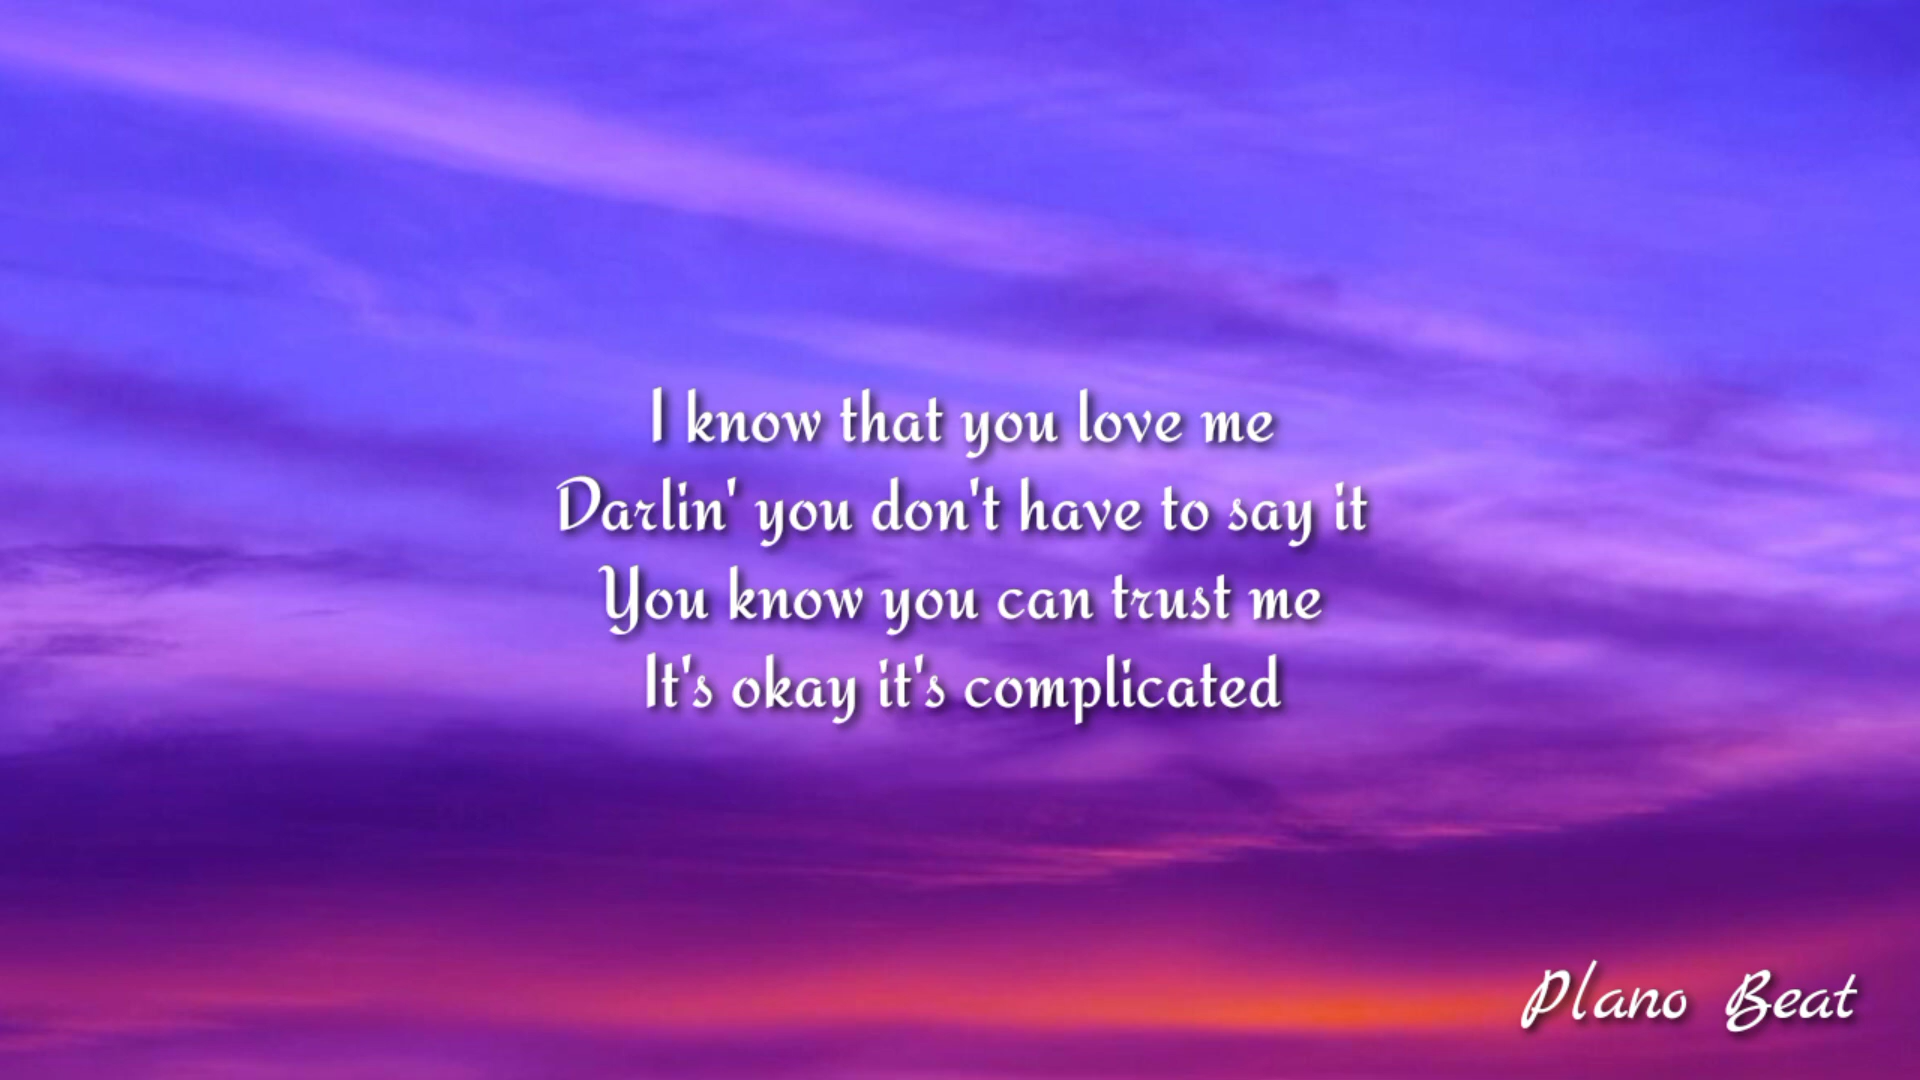 I know that you love me
Darlin' you don't have to say it
You know you can trust me
It's okay it's complicated
Plano Beat